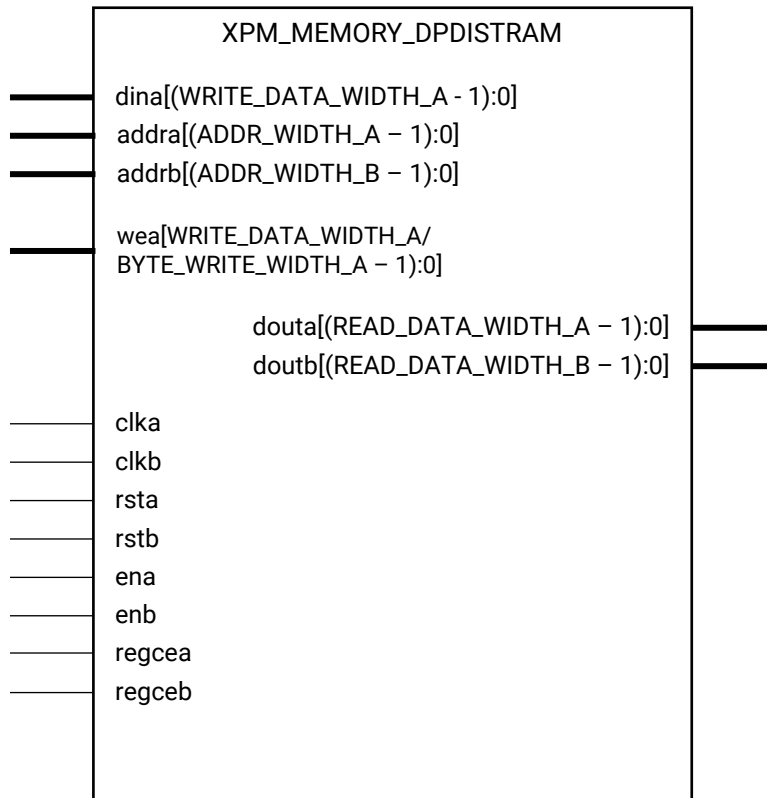 XPM_MEMORY_DPDISTRAM
dina[(WRITE_DATA_WIDTH_A - 1):0]
addra[(ADDR_WIDTH_A – 1):0]
addrb[(ADDR_WIDTH_B – 1):0]
wea[WRITE_DATA_WIDTH_A/
BYTE_WRITE_WIDTH_A – 1):0]
douta[(READ_DATA_WIDTH_A – 1):0]
doutb[(READ_DATA_WIDTH_B – 1):0]
clka
clkb
rsta
rstb
ena
enb
regcea
regceb